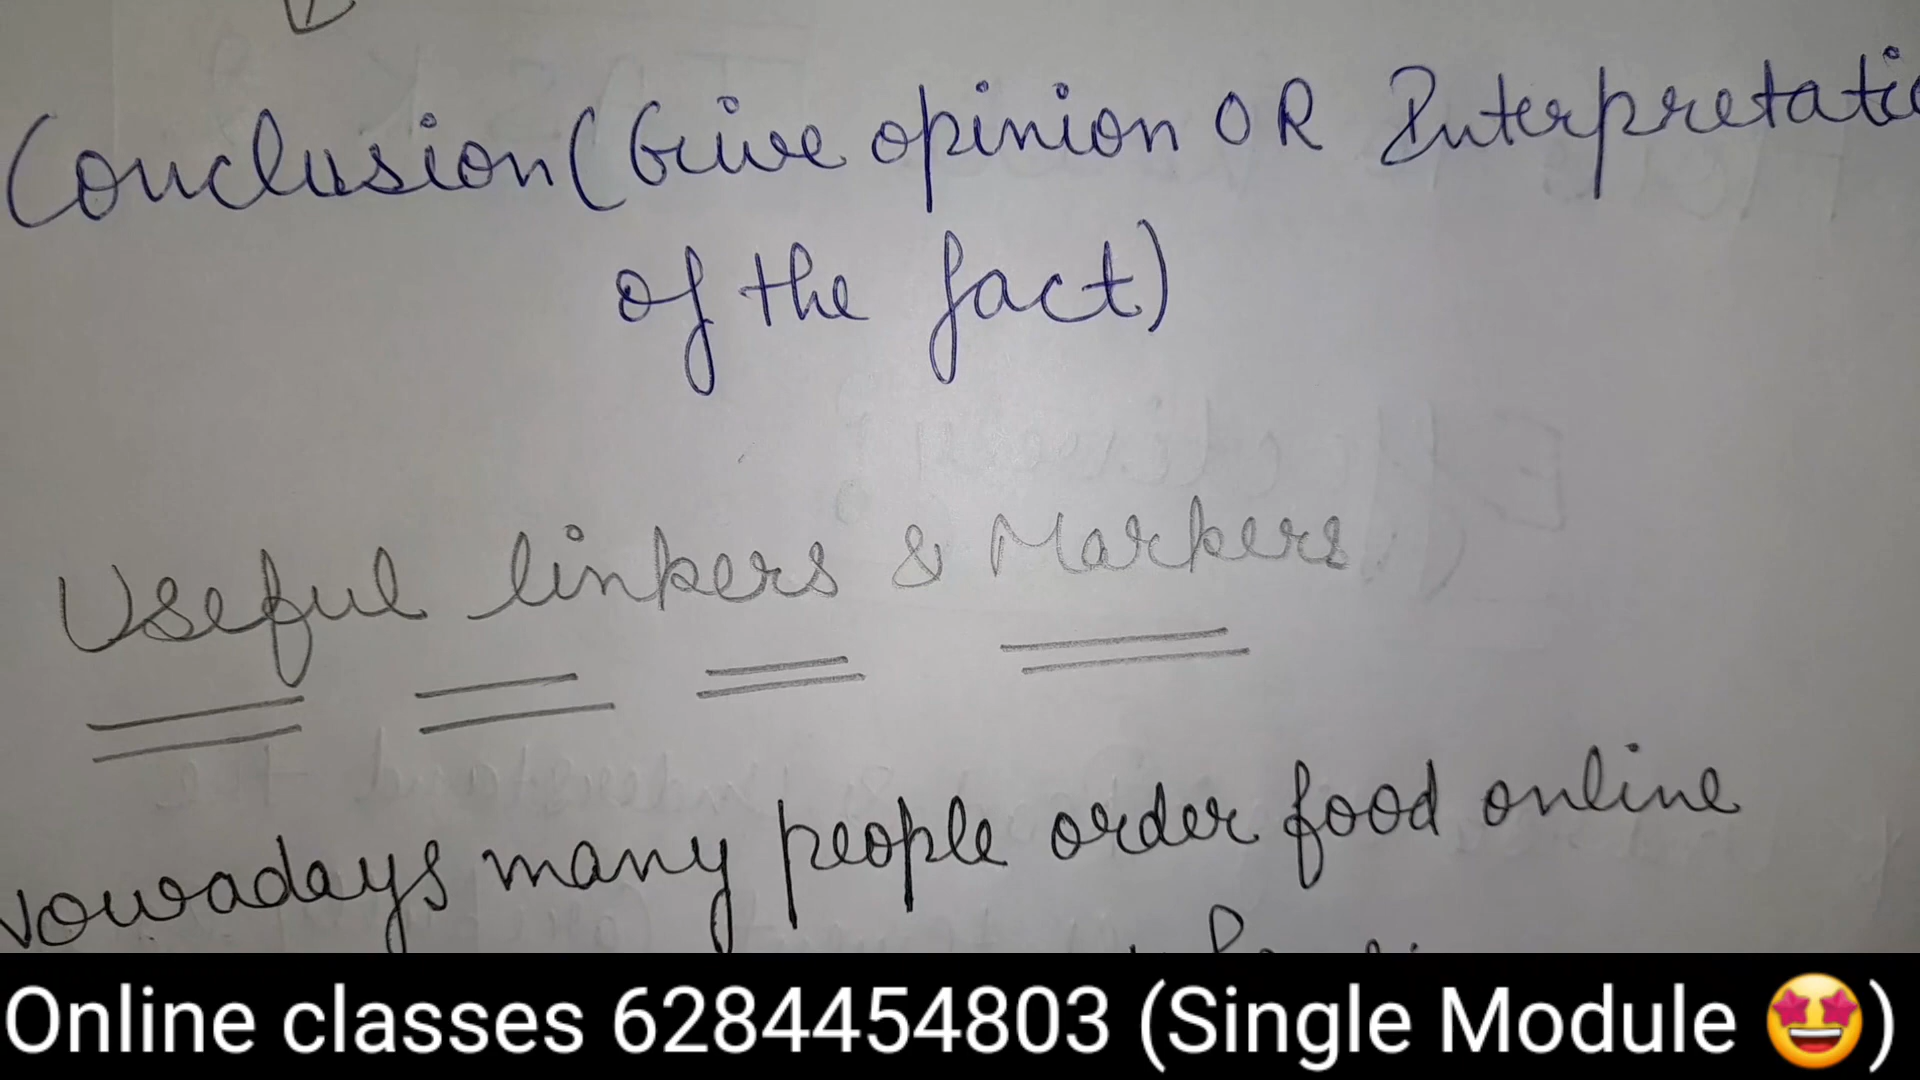 Conclusion (Give opinion OR Interpretatio
of the fact)
Useful linkers & Markers
Nowadays many people order food online
Online classes 6284454803 (Single Module 🤩)